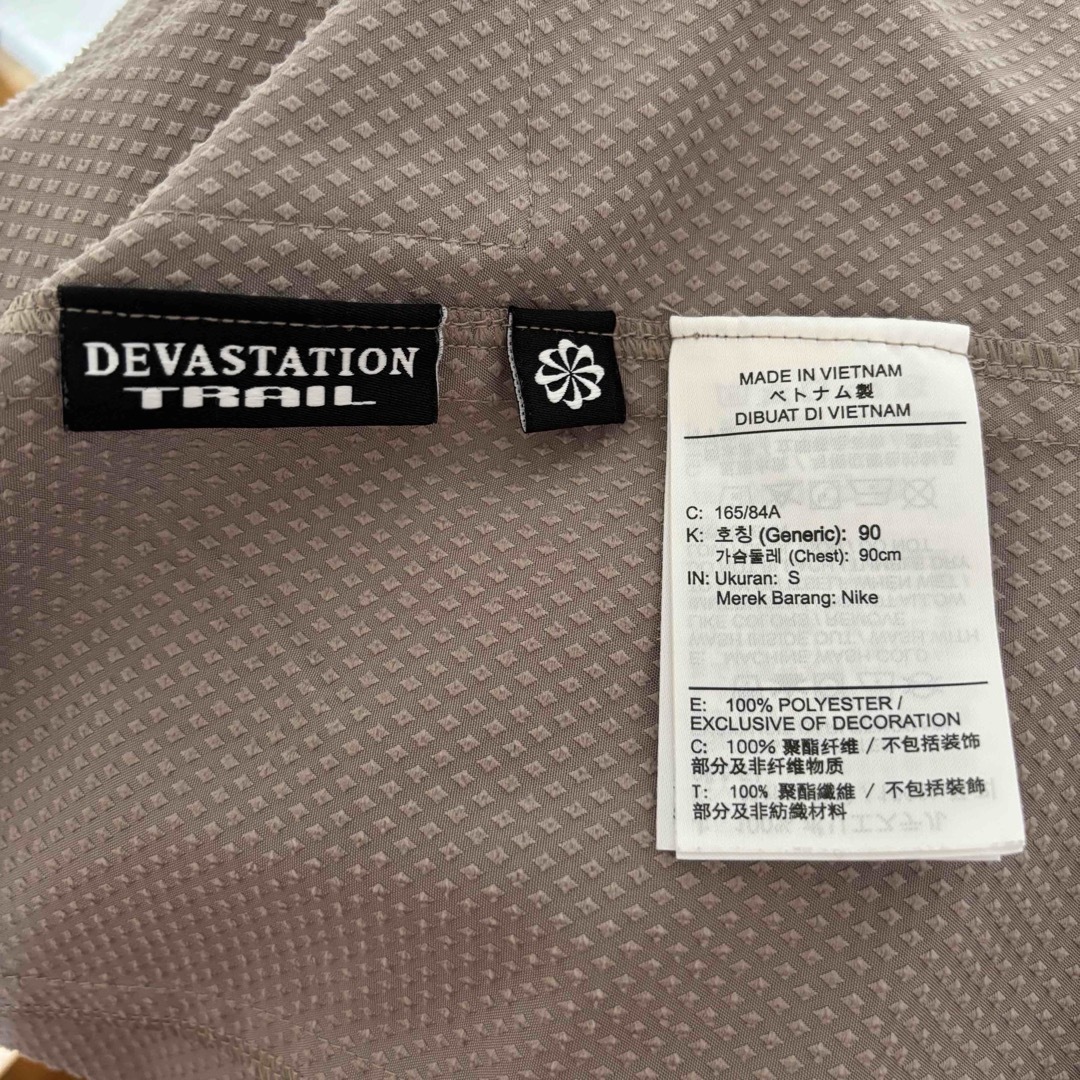 DEVASTATION
TRAIL
MADE IN VIETNAM
ベトナム製
DIBUAT DI VIETNAM
C: 165/84A
K: 호칭 (Generic): 90
가슴둘레 (Chest): 90cm
IN: Ukuran: S
Merek Barang: Nike
E: 100% POLYESTER /
EXCLUSIVE OF DECORATION
C: 100% 聚酯纤维 / 不包括装饰
部分及非纤维物质
T: 100% 聚酯纖維 / 不包括裝飾
部分及非紡織材料